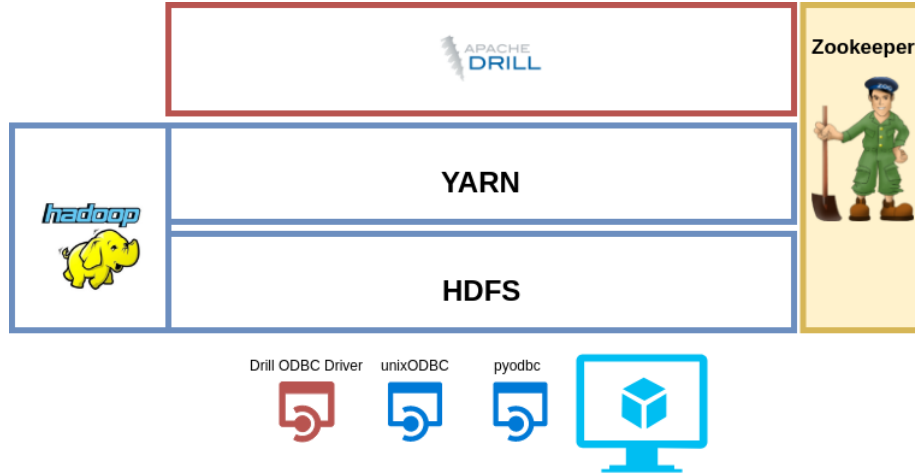 APACHE
DRILL
Zookeeper
YARN
hadoop
HDFS
Drill ODBC Driver
unixODBC
pyodbc